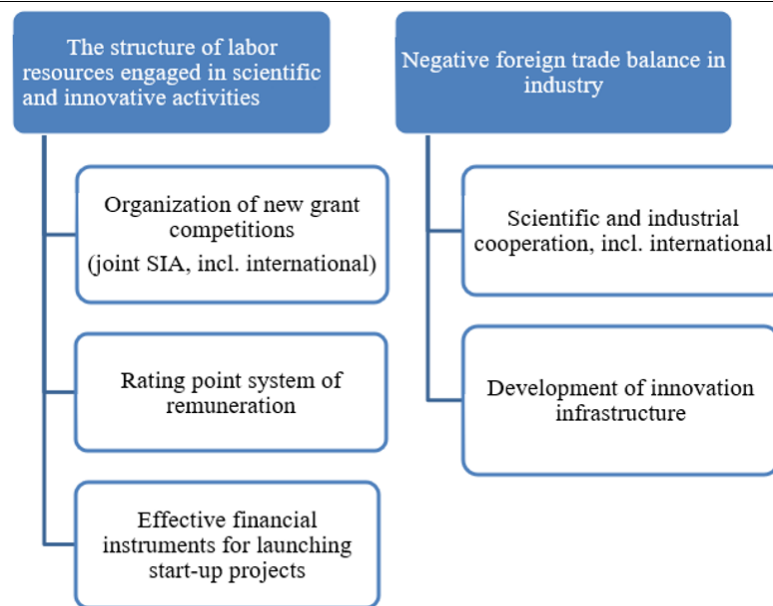 The structure of labor
resources engaged in scientific
and innovative activities
Organization of new grant
competitions
(joint SIA, incl. international)
Rating point system of
remuneration
Effective financial
instruments for launching
start-up projects
Negative foreign trade balance in
industry
Scientific and industrial
cooperation, incl. international
Development of innovation
infrastructure